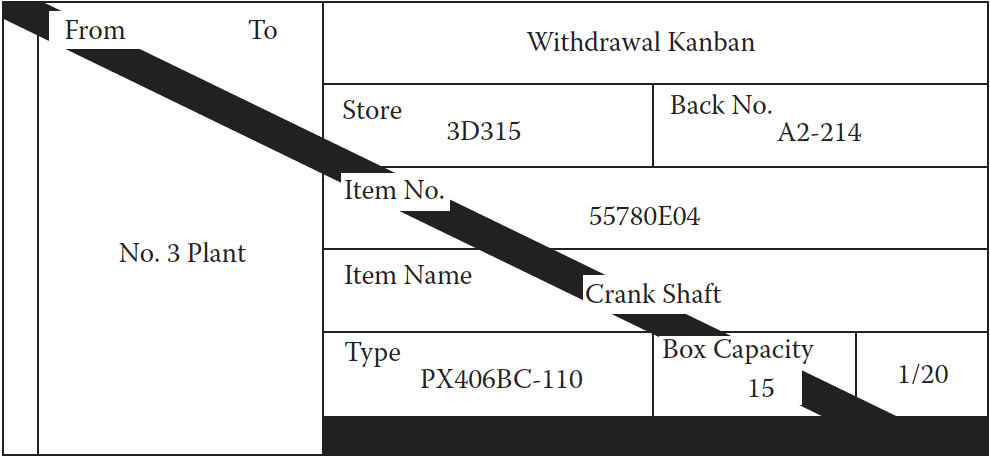 From To
Withdrawal Kanban
Store
3D315
Back No.
A2-214
Item No.
55780E04
No. 3 Plant
Item Name
Crank Shaft
Type
PX406BC-110
Box Capacity
15
1/20